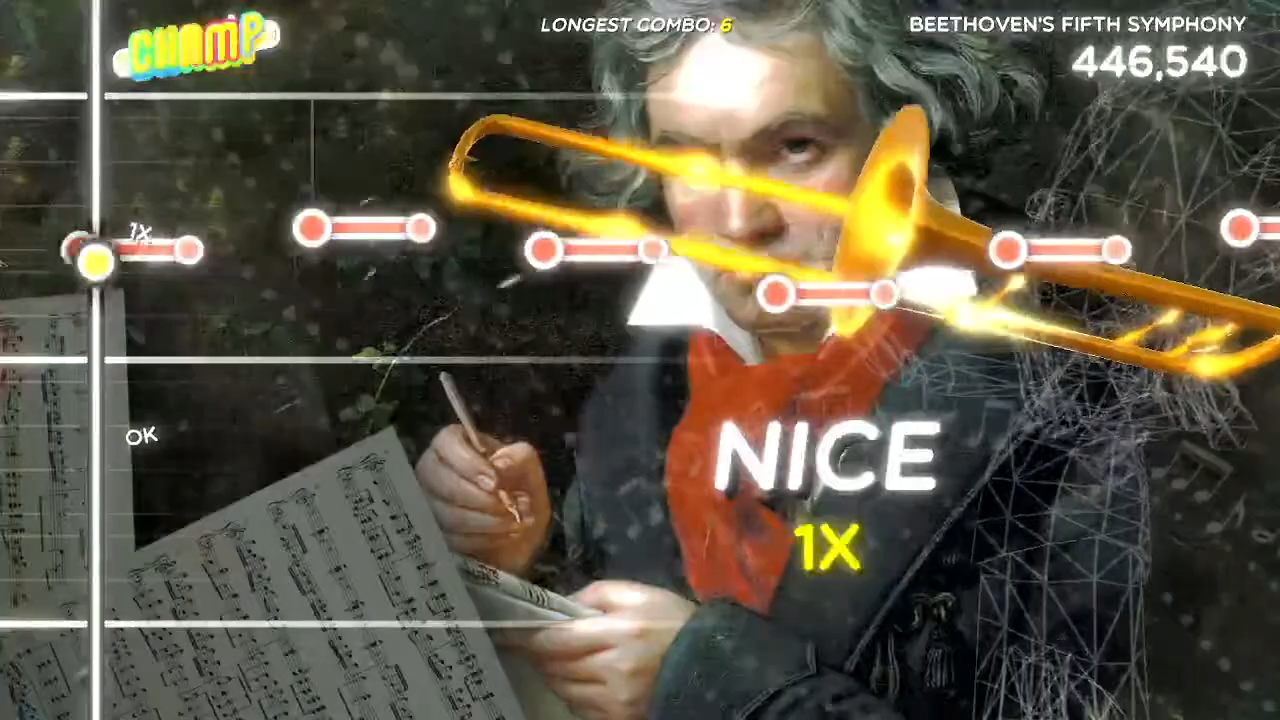 CHAMP
LONGEST COMBO: 6
BEETHOVEN'S FIFTH SYMPHONY
446,540
1X
OK
NICE
1X